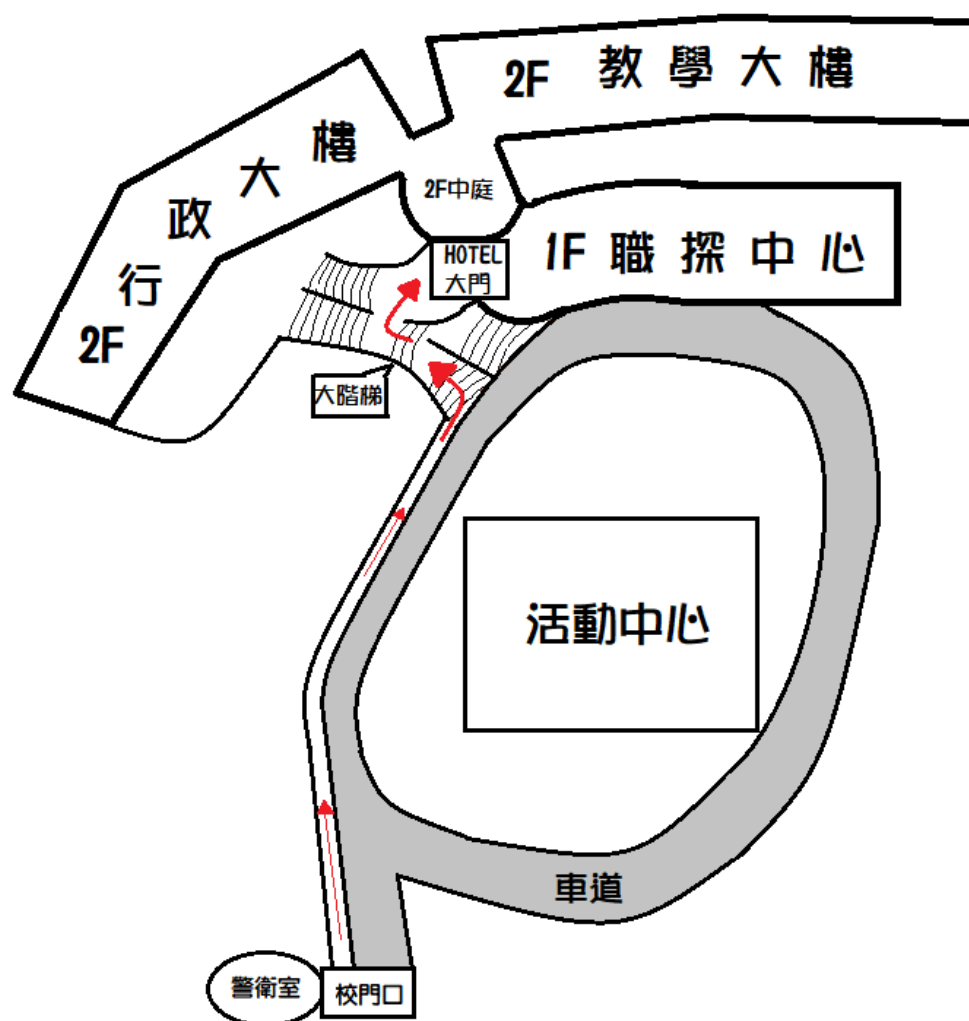 2F 教學大樓
行政大樓
2F
2F中庭
HOTEL
大門
1F 職探中心
大階梯
活動中心
車道
警衛室
校門口